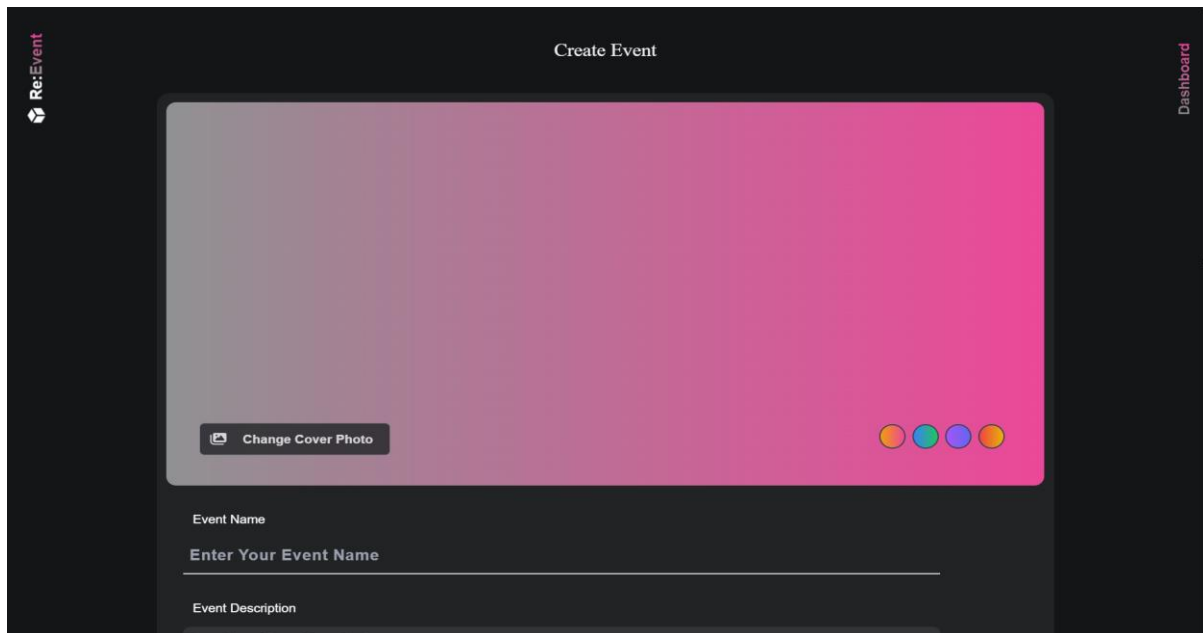 Re:Event
Create Event
Dashboard
Change Cover Photo
Event Name
Enter Your Event Name
Event Description